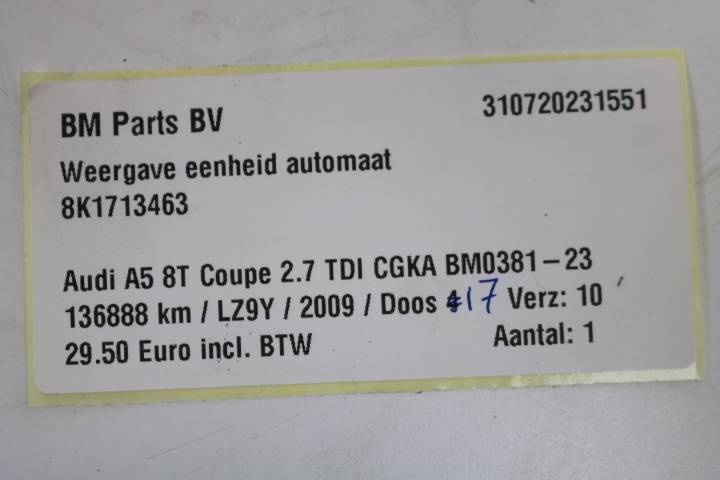 BM Parts BV 310720231551
Weergave eenheid automaat
8K1713463
Audi A5 8T Coupe 2.7 TDI CGKA BM0381-23
136888 km / LZ9Y / 2009 / Doos 17 Verz: 10
29.50 Euro incl. BTW Aantal: 1